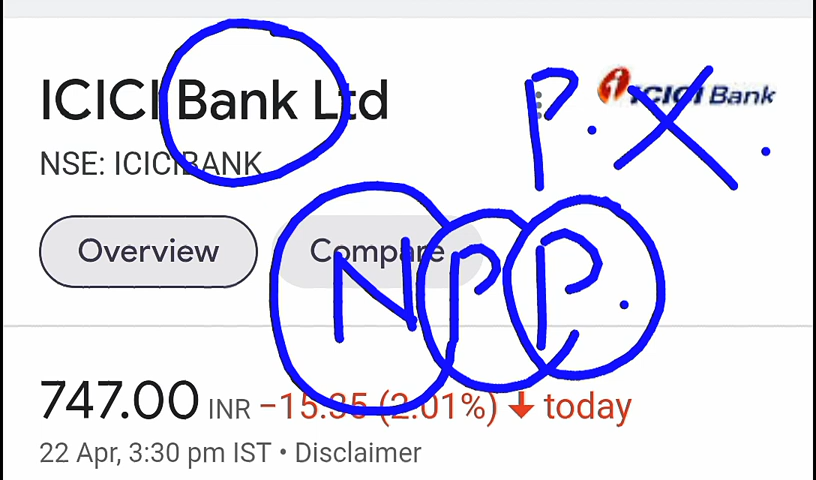 ICICI Bank Ltd
P.X.
ICICI Bank
NSE: ICICIBANK
Overview
Compare
NPP.
747.00 INR −15.35 (2.01%) ↓ today
22 Apr, 3:30 pm IST • Disclaimer